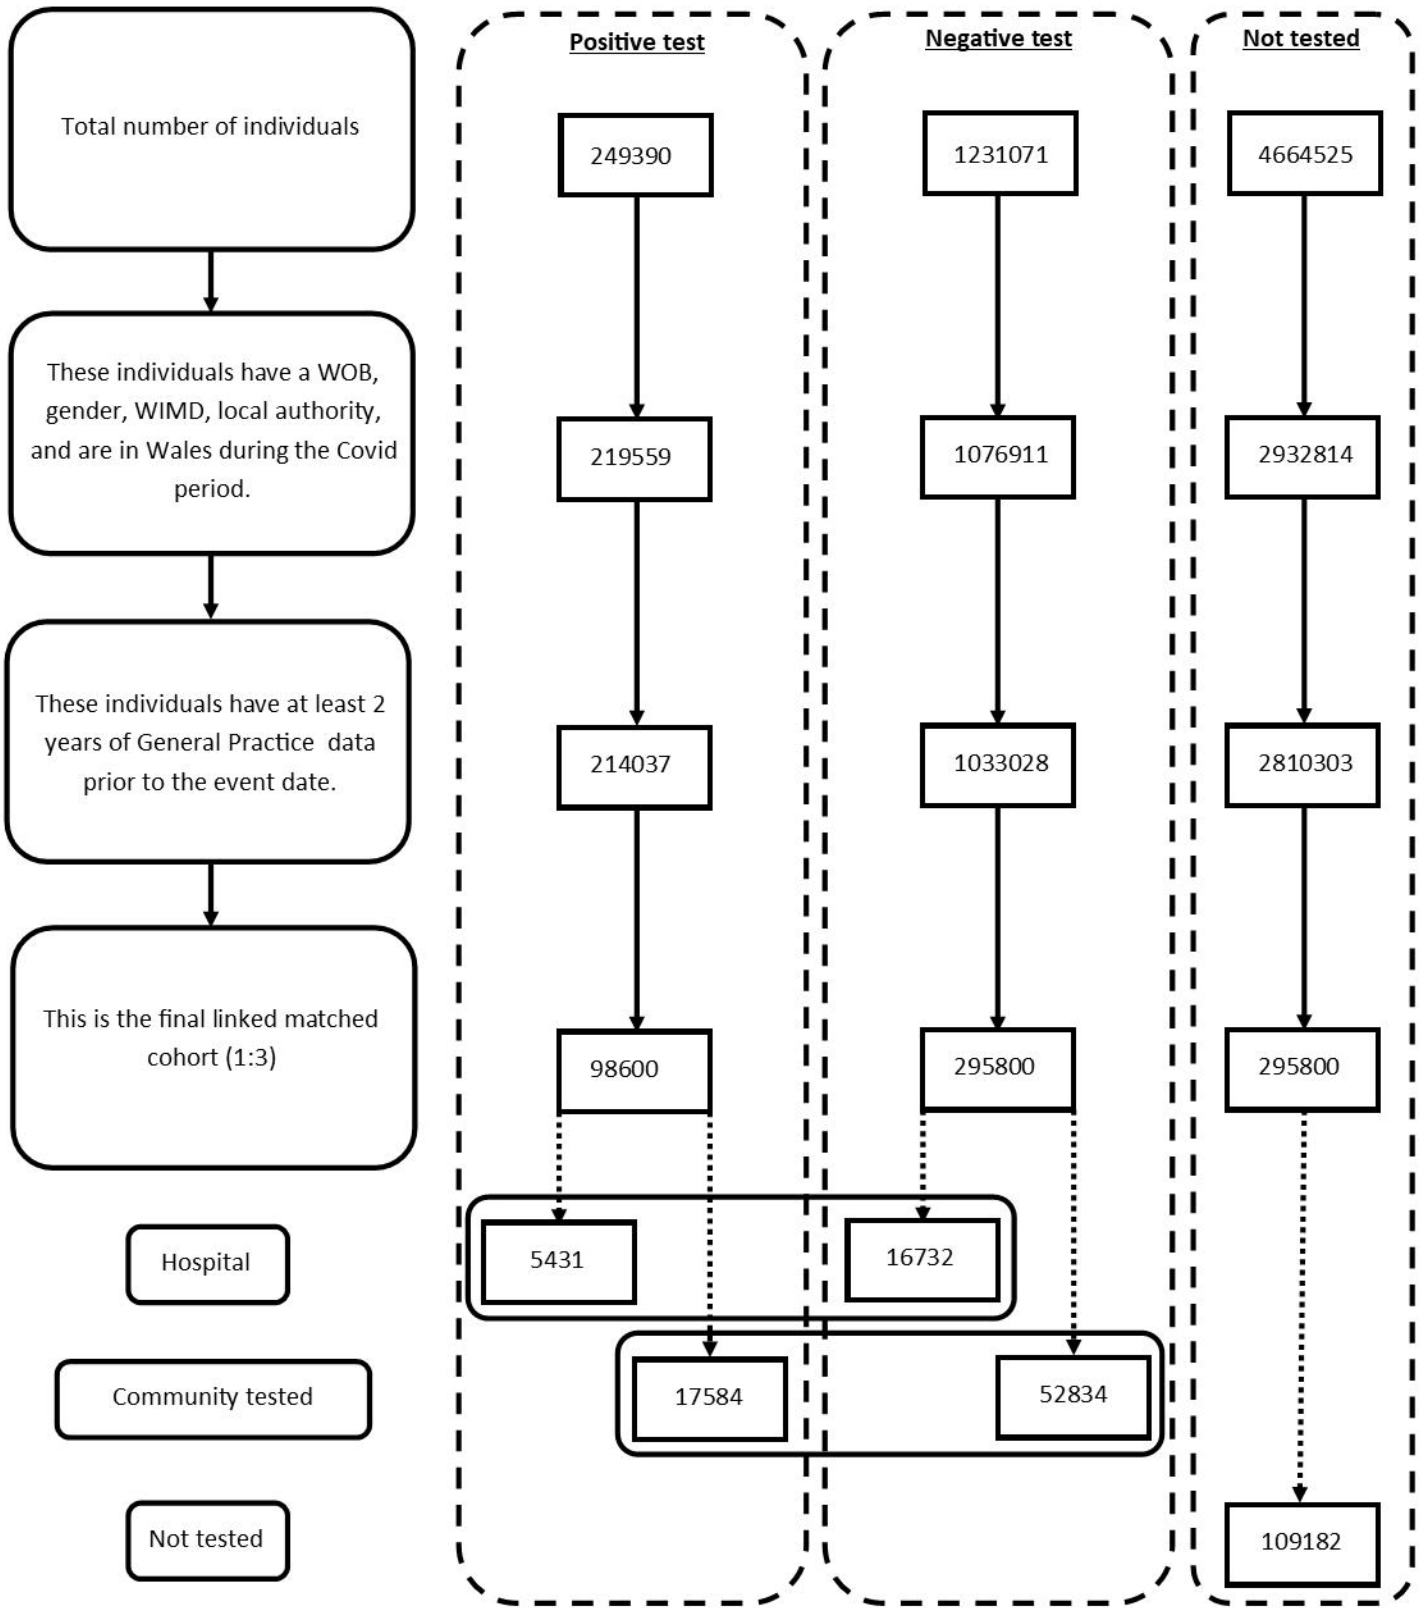 Positive test
Negative test
Not tested
Total number of individuals
249390
1231071
4664525
These individuals have a WOB,
gender, WIMD, local authority,
and are in Wales during the Covid
period.
219559
1076911
2932814
These individuals have at least 2
years of General Practice data
prior to the event date.
214037
1033028
2810303
This is the final linked matched
cohort (1:3)
98600
295800
295800
Hospital
5431
16732
Community tested
17584
52834
Not tested
109182